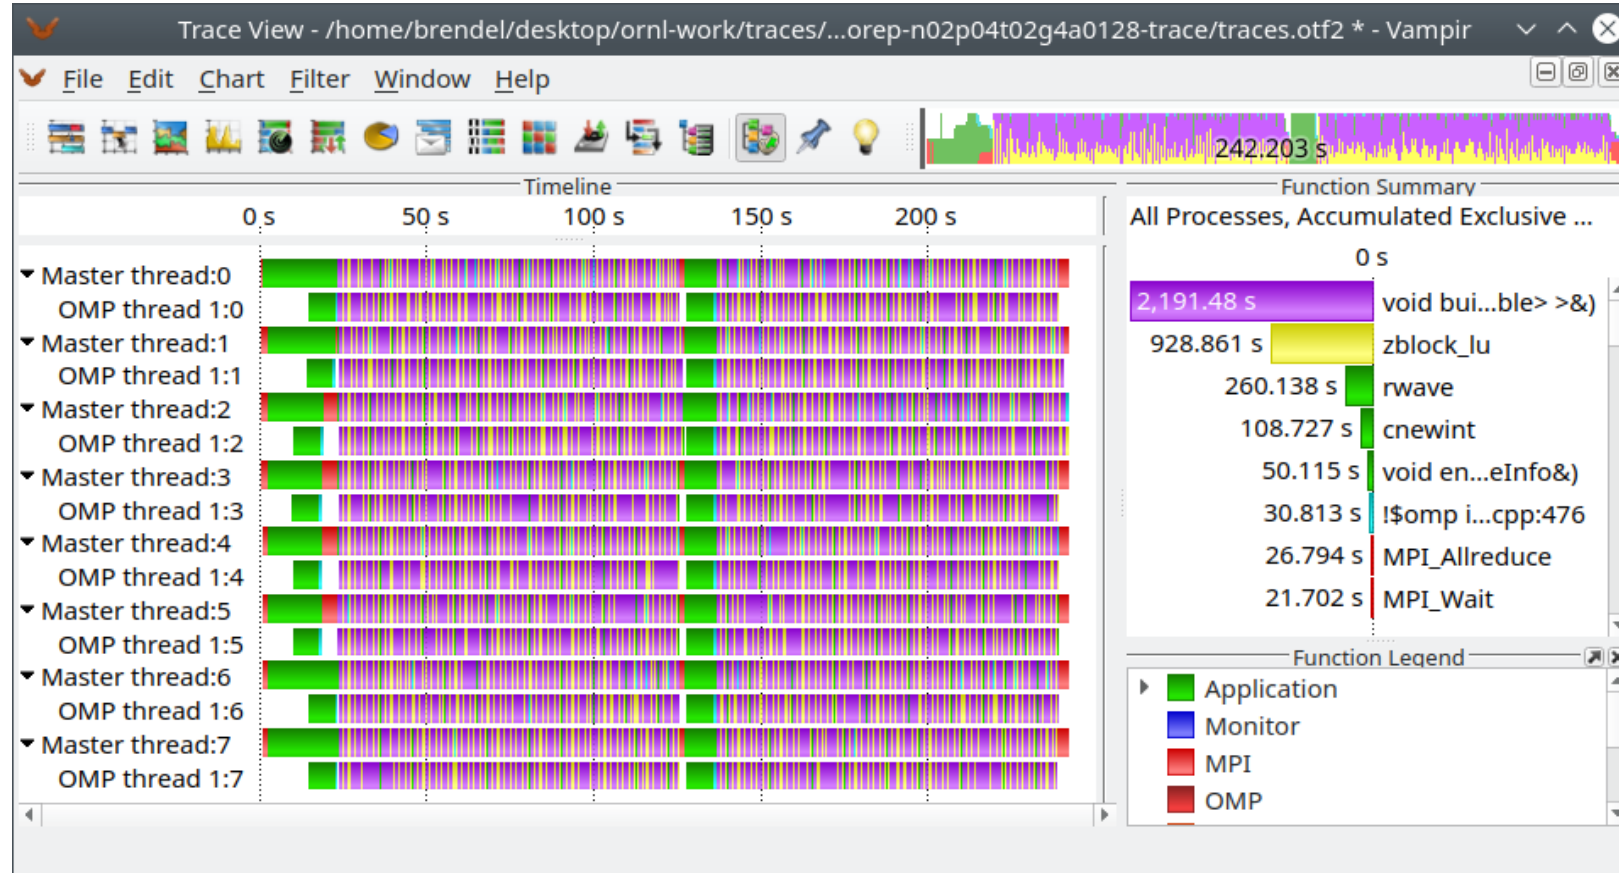 Trace View - /home/brendel/desktop/ornl-work/traces/...orep-n02p04t02g4a0128-trace/traces.otf2 * - Vampir
File Edit Chart Filter Window Help
242.203 s
Timeline
0 s 50 s 100 s 150 s 200 s
Master thread:0
OMP thread 1:0
Master thread:1
OMP thread 1:1
Master thread:2
OMP thread 1:2
Master thread:3
OMP thread 1:3
Master thread:4
OMP thread 1:4
Master thread:5
OMP thread 1:5
Master thread:6
OMP thread 1:6
Master thread:7
OMP thread 1:7
Function Summary
All Processes, Accumulated Exclusive ...
0 s
2,191.48 s void bui...ble> >&)
928.861 s zblock_lu
260.138 s rwave
108.727 s cnewint
50.115 s void en...eInfo&)
30.813 s !$omp i...cpp:476
26.794 s MPI_Allreduce
21.702 s MPI_Wait
Function Legend
Application
Monitor
MPI
OMP